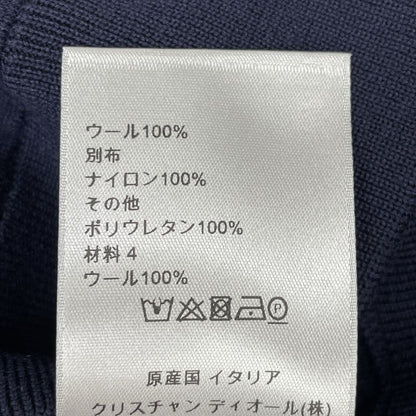 ウール100%
別布
ナイロン100%
その他
ポリウレタン100%
材料 4
ウール100%
P
原産国 イタリア
クリスチャン ディオール(株)